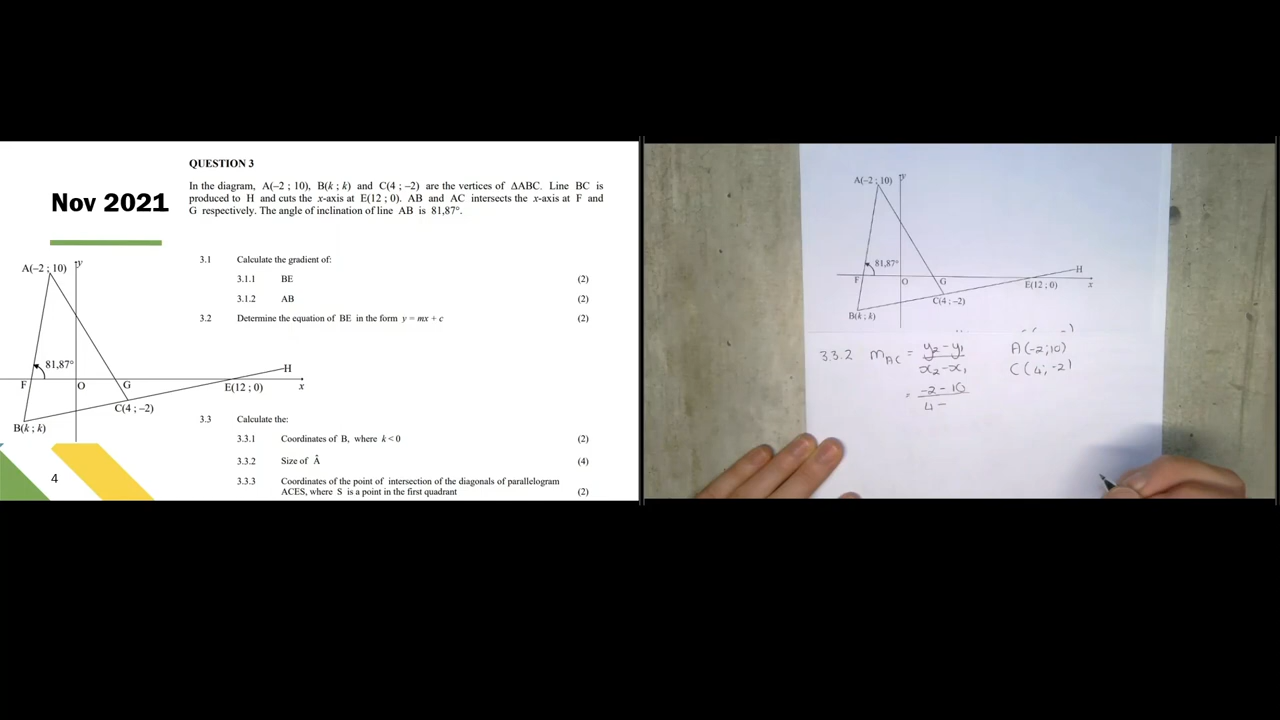 Nov 2021
QUESTION 3
In the diagram, A(–2 ; 10), B(k ; k) and C(4 ; –2) are the vertices of ΔABC. Line BC is
produced to H and cuts the x-axis at E(12 ; 0). AB and AC intersects the x-axis at F and
G respectively. The angle of inclination of line AB is 81,87°.
3.1 Calculate the gradient of:
3.1.1 BE (2)
3.1.2 AB (2)
3.2 Determine the equation of BE in the form y = mx + c (2)
A(–2 ; 10)
y
81,87°
H
F
O
G
E(12 ; 0)
x
C(4 ; –2)
B(k ; k)
3.3 Calculate the:
3.3.1 Coordinates of B, where k < 0 (2)
3.3.2 Size of Â (4)
3.3.3 Coordinates of the point of intersection of the diagonals of parallelogram
ACES, where S is a point in the first quadrant (2)
4
A(–2 ; 10)
y
81,87°
H
F
O
G
E(12 ; 0)
x
C(4 ; –2)
B(k ; k)
3.3.2 m_AC = (y₂ – y₁)/(x₂ – x₁) A(-2;10)
C(4;-2)
= (-2 - 10)/(4 –